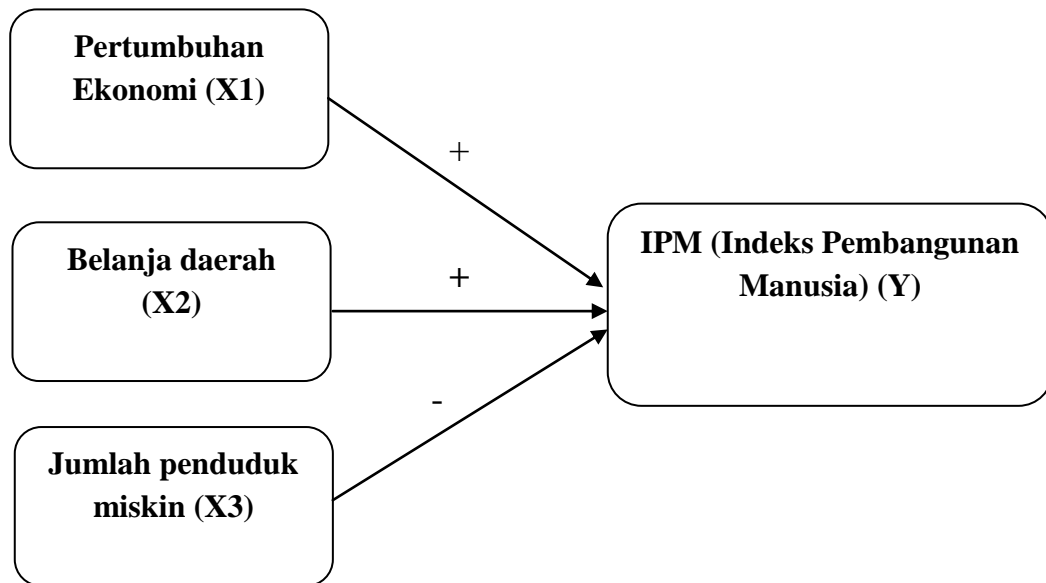 Pertumbuhan
Ekonomi (X1)
+
Belanja daerah
(X2)
+
IPM (Indeks Pembangunan
Manusia) (Y)
-
Jumlah penduduk
miskin (X3)